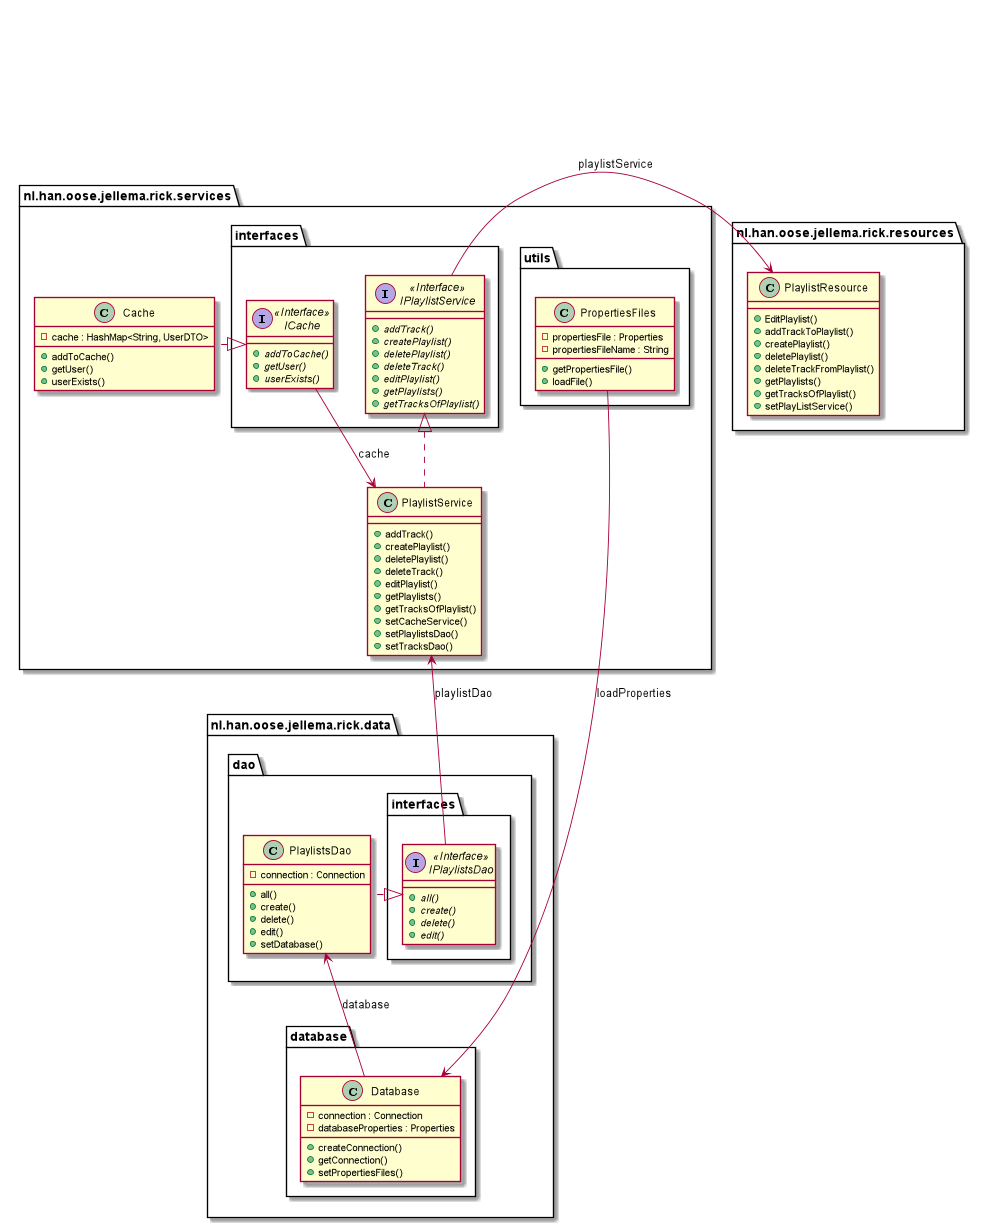 playlistService
nl.han.oose.jellema.rick.services
interfaces
utils
nl.han.oose.jellema.rick.resources
C Cache
cache : HashMap<String, UserDTO>
addToCache()
getUser()
userExists()
I «Interface»
ICache
addToCache()
getUser()
userExists()
I «Interface»
IPlaylistService
addTrack()
createPlaylist()
deletePlaylist()
deleteTrack()
editPlaylist()
getPlaylists()
getTracksOfPlaylist()
C PropertiesFiles
propertiesFile : Properties
propertiesFileName : String
getPropertiesFile()
loadFile()
C PlaylistResource
EditPlaylist()
addTrackToPlaylist()
createPlaylist()
deletePlaylist()
deleteTrackFromPlaylist()
getPlaylists()
getTracksOfPlaylist()
setPlayListService()
cache
C PlaylistService
addTrack()
createPlaylist()
deletePlaylist()
deleteTrack()
editPlaylist()
getPlaylists()
getTracksOfPlaylist()
setCacheService()
setPlaylistsDao()
setTracksDao()
playlistDao
loadProperties
nl.han.oose.jellema.rick.data
dao
interfaces
C PlaylistsDao
connection : Connection
all()
create()
delete()
edit()
setDatabase()
I «Interface»
IPlaylistsDao
all()
create()
delete()
edit()
database
database
C Database
connection : Connection
databaseProperties : Properties
createConnection()
getConnection()
setPropertiesFiles()